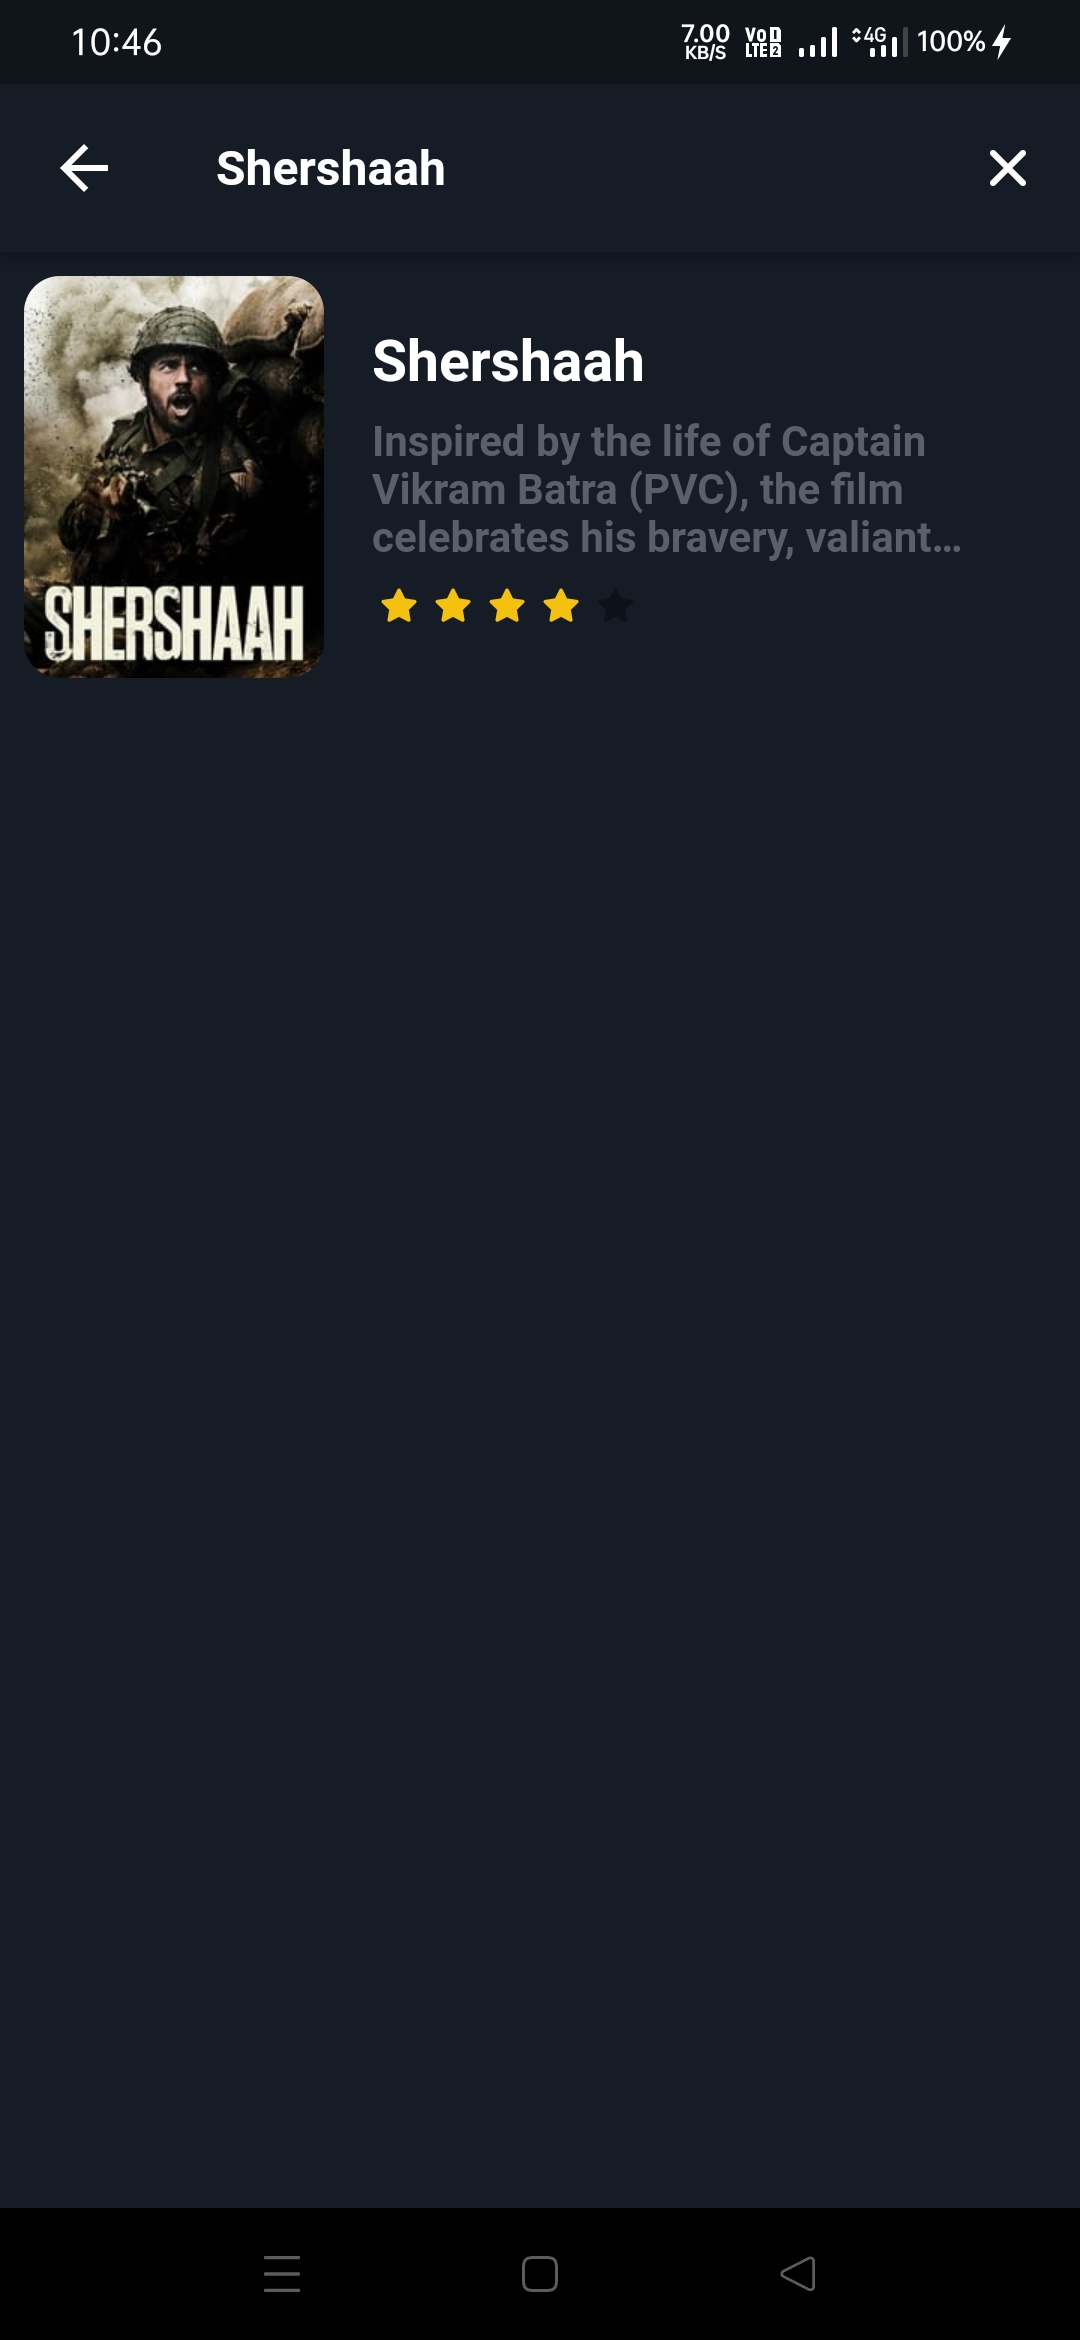 10:46
7.00 KB/S
Vo 1 LTE 2
4G
100%
Shershaah
Shershaah
Inspired by the life of Captain
Vikram Batra (PVC), the film
celebrates his bravery, valiant…
SHERSHAAH